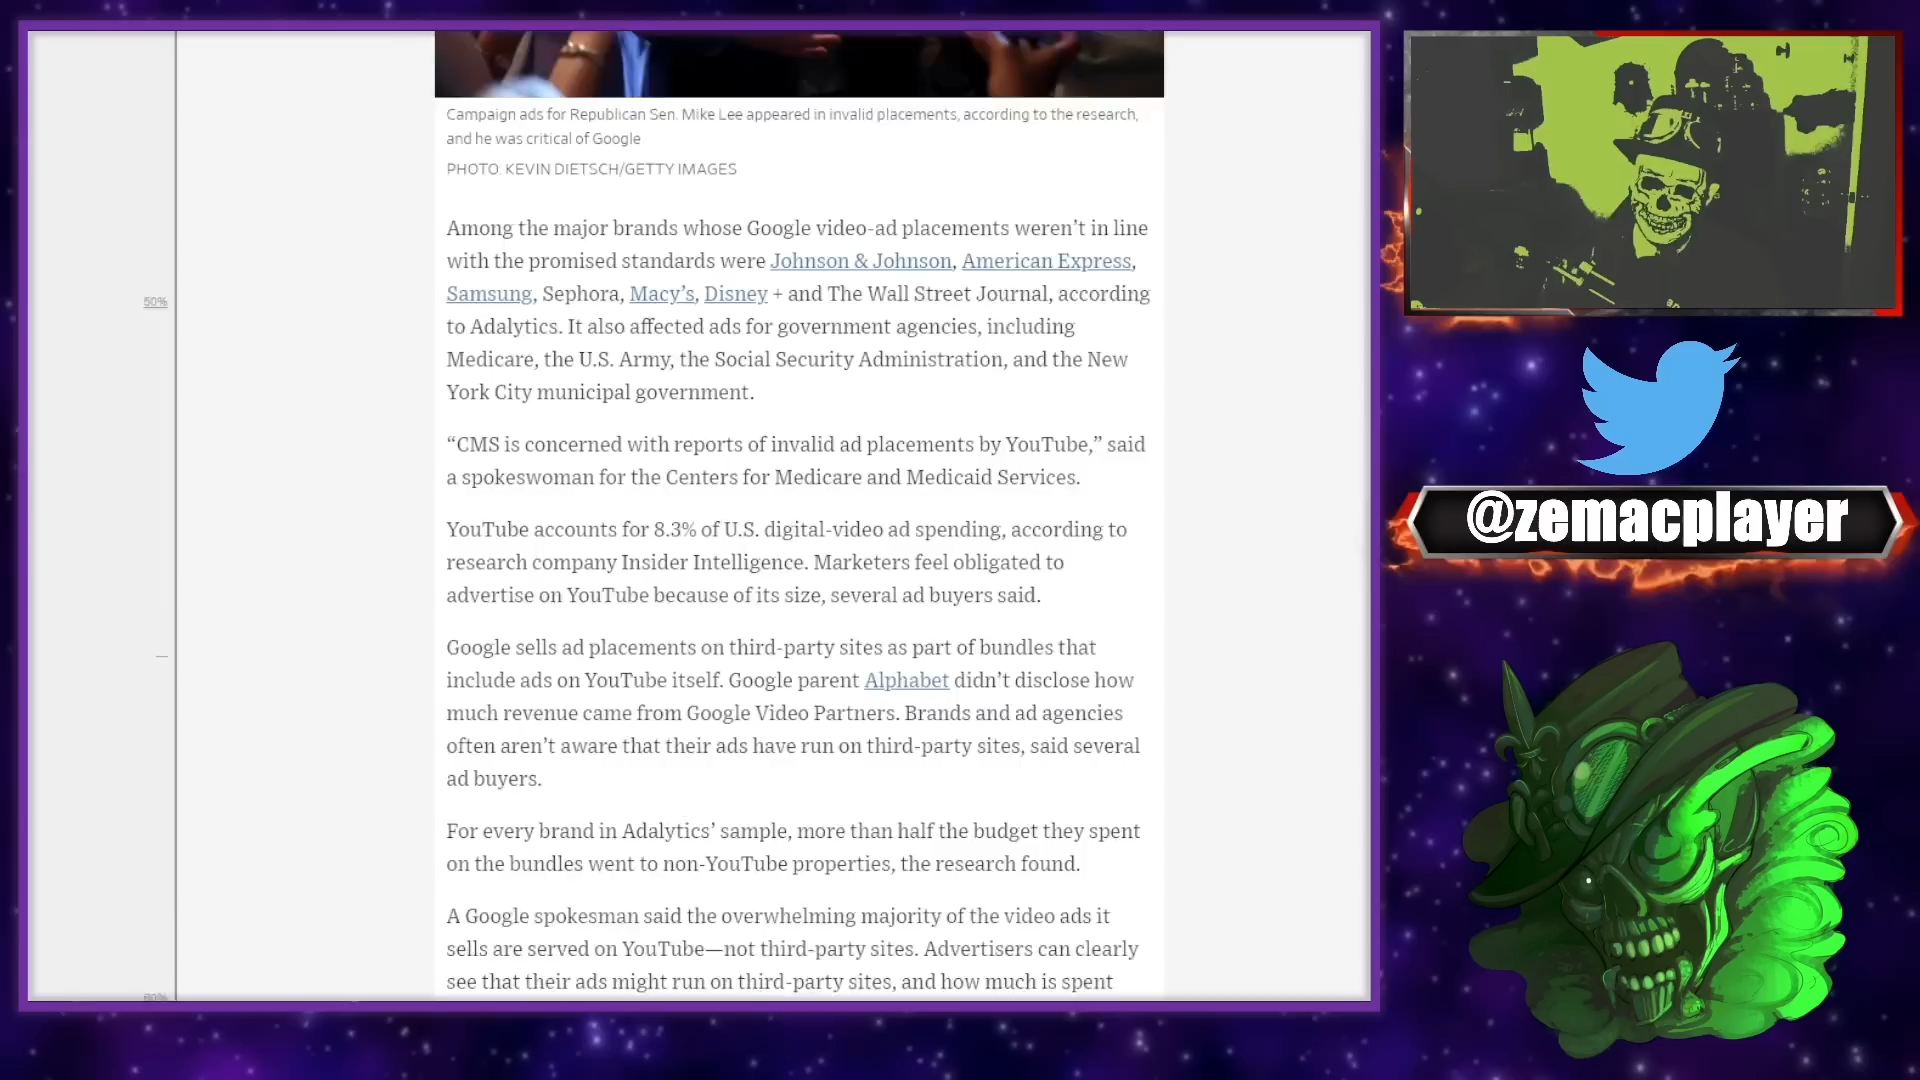 Campaign ads for Republican Sen. Mike Lee appeared in invalid placements, according to the research,
and he was critical of Google
PHOTO: KEVIN DIETSCH/GETTY IMAGES
Among the major brands whose Google video-ad placements weren’t in line
with the promised standards were Johnson & Johnson, American Express,
Samsung, Sephora, Macy’s, Disney + and The Wall Street Journal, according
to Adalytics. It also affected ads for government agencies, including
Medicare, the U.S. Army, the Social Security Administration, and the New
York City municipal government.
“CMS is concerned with reports of invalid ad placements by YouTube,” said
a spokeswoman for the Centers for Medicare and Medicaid Services.
YouTube accounts for 8.3% of U.S. digital-video ad spending, according to
research company Insider Intelligence. Marketers feel obligated to
advertise on YouTube because of its size, several ad buyers said.
Google sells ad placements on third-party sites as part of bundles that
include ads on YouTube itself. Google parent Alphabet didn’t disclose how
much revenue came from Google Video Partners. Brands and ad agencies
often aren’t aware that their ads have run on third-party sites, said several
ad buyers.
For every brand in Adalytics’ sample, more than half the budget they spent
on the bundles went to non-YouTube properties, the research found.
A Google spokesman said the overwhelming majority of the video ads it
sells are served on YouTube—not third-party sites. Advertisers can clearly
see that their ads might run on third-party sites, and how much is spent
50%
@zemacplayer